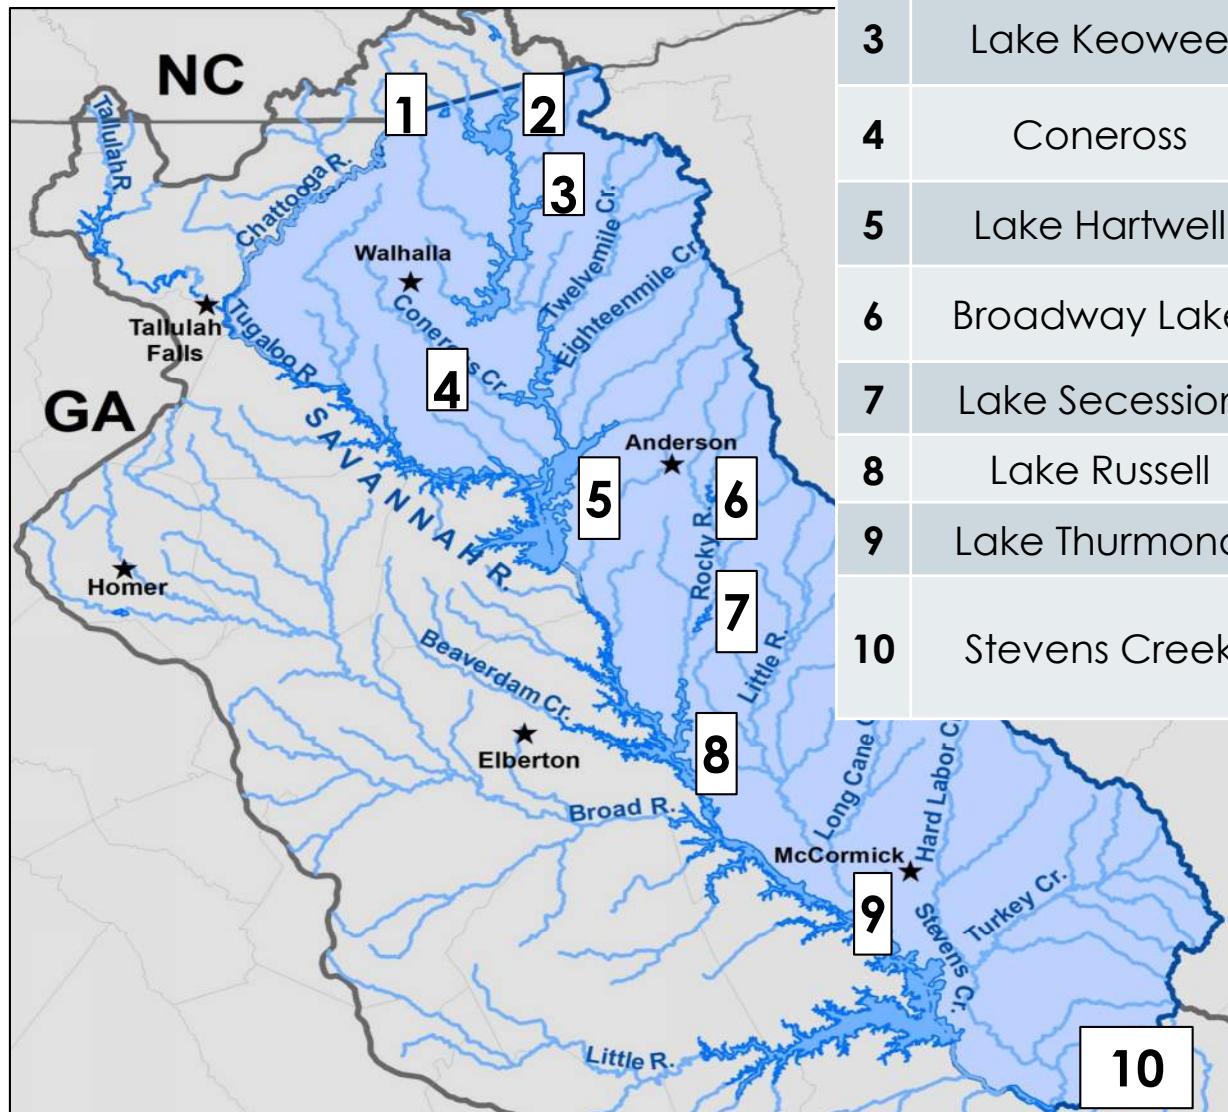 NC
1
2
3
Tallulah R
Chattooga R.
Walhalla
Twelvemile Cr.
Eighteenmile Cr.
Tallulah
Falls
Tugaloo R.
Coneross Cr.
4
GA
SAVANNAH R.
Anderson
5
6
Rocky R.
Homer
7
Little R.
Beaverdam Cr.
Elberton
8
Broad R.
Long Cane C
Hard Labor C.
McCormick
9
Stevens Cr.
Turkey Cr.
Little R.
10
3 Lake Keowee
4 Coneross
5 Lake Hartwell
6 Broadway Lake
7 Lake Secession
8 Lake Russell
9 Lake Thurmond
10 Stevens Creek